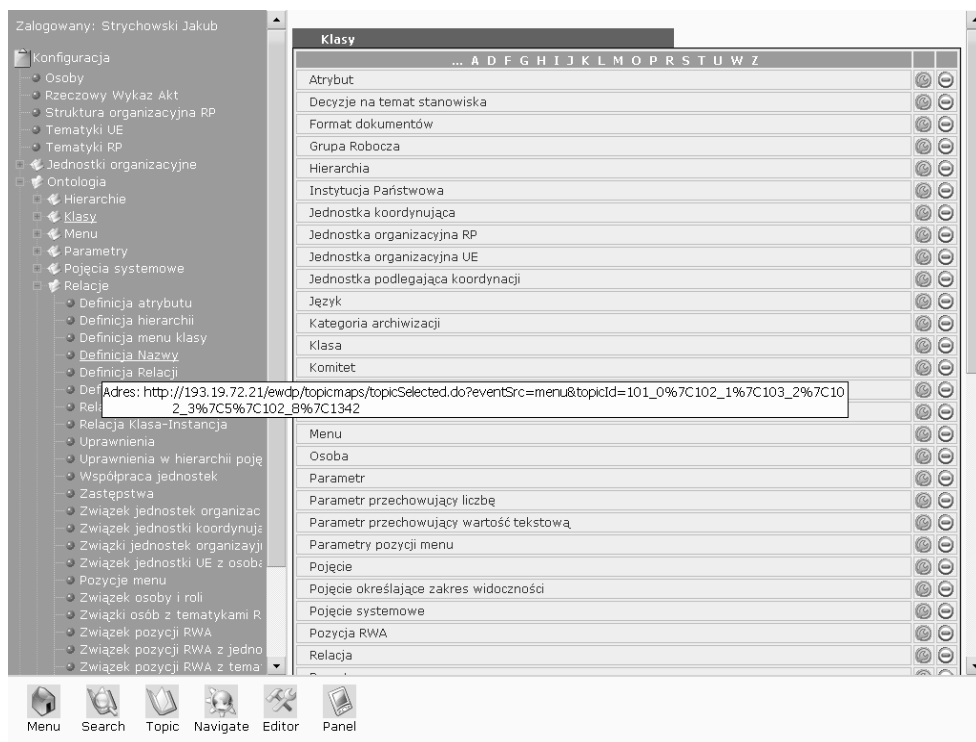 Zalogowany: Strychowski Jakub
Konfiguracja
Osoby
Rzeczowy Wykaz Akt
Struktura organizacyjna RP
Tematyki UE
Tematyki RP
Jednostki organizacyjne
Ontologia
Hierarchie
Klasy
Menu
Parametry
Pojęcia systemowe
Relacje
Definicja atrybutu
Definicja hierarchii
Definicja menu klasy
Definicja Nazwy
Definicja Relacji
Def
Rela
Relacja Klasa-Instancja
Uprawnienia
Uprawnienia w hierarchii poję
Współpraca jednostek
Zastępstwa
Związek jednostek organizac
Związek jednostki koordynują
Związki jednostek organizayjn
Związek jednostki UE z osobą
Pozycje menu
Związek osoby i roli
Związki osób z tematykami R
Związek pozycji RWA
Związek pozycji RWA z jedno
Związek pozycji RWA z tema
Klasy
... A D F G H I J K L M O P R S T U W Z
Atrybut
Decyzje na temat stanowiska
Format dokumentów
Grupa Robocza
Hierarchia
Instytucja Państwowa
Jednostka koordynująca
Jednostka organizacyjna RP
Jednostka organizacyjna UE
Jednostka podlegająca koordynacji
Język
Kategoria archiwizacji
Klasa
Komitet
Adres: http://193.19.72.21/ewdp/topicmaps/topicSelected.do?eventSrc=menu&topicId=101_0%7C102_1%7C103_2%7C10
2_3%7C5%7C102_8%7C1342
Menu
Osoba
Parametr
Parametr przechowujący liczbę
Parametr przechowujący wartość tekstową
Parametry pozycji menu
Pojęcie
Pojęcie określające zakres widoczności
Pojęcie systemowe
Pozycja RWA
Relacja
Menu Search Topic Navigate Editor Panel